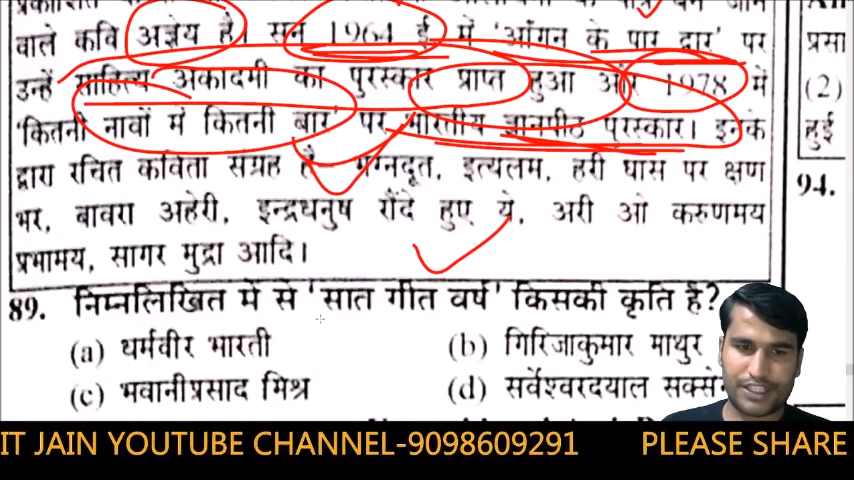 वाले कवि अज्ञेय है। सन् 1964 ई में 'आँगन के पार द्वार' पर
उन्हें साहित्य अकादमी का पुरस्कार प्राप्त हुआ और 1978 में
'कितनी नावों में कितनी बार' पर भारतीय ज्ञानपीठ पुरस्कार। इनके
द्वारा रचित कविता संग्रह है भग्नदूत, इत्यलम, हरी घास पर क्षण
भर, बावरा अहेरी, इन्द्रधनुष रौंदे हुए ये, अरी ओ करुणमय
प्रभामय, सागर मुद्रा आदि।
89. निम्नलिखित में से 'सात गीत वर्ष' किसकी कृति है?
(a) धर्मवीर भारती
(b) गिरिजाकुमार माथुर
(c) भवानीप्रसाद मिश्र
(d) सर्वेश्वरदयाल
(2)
हुई
94.
IT JAIN YOUTUBE CHANNEL-9098609291 PLEASE SHARE